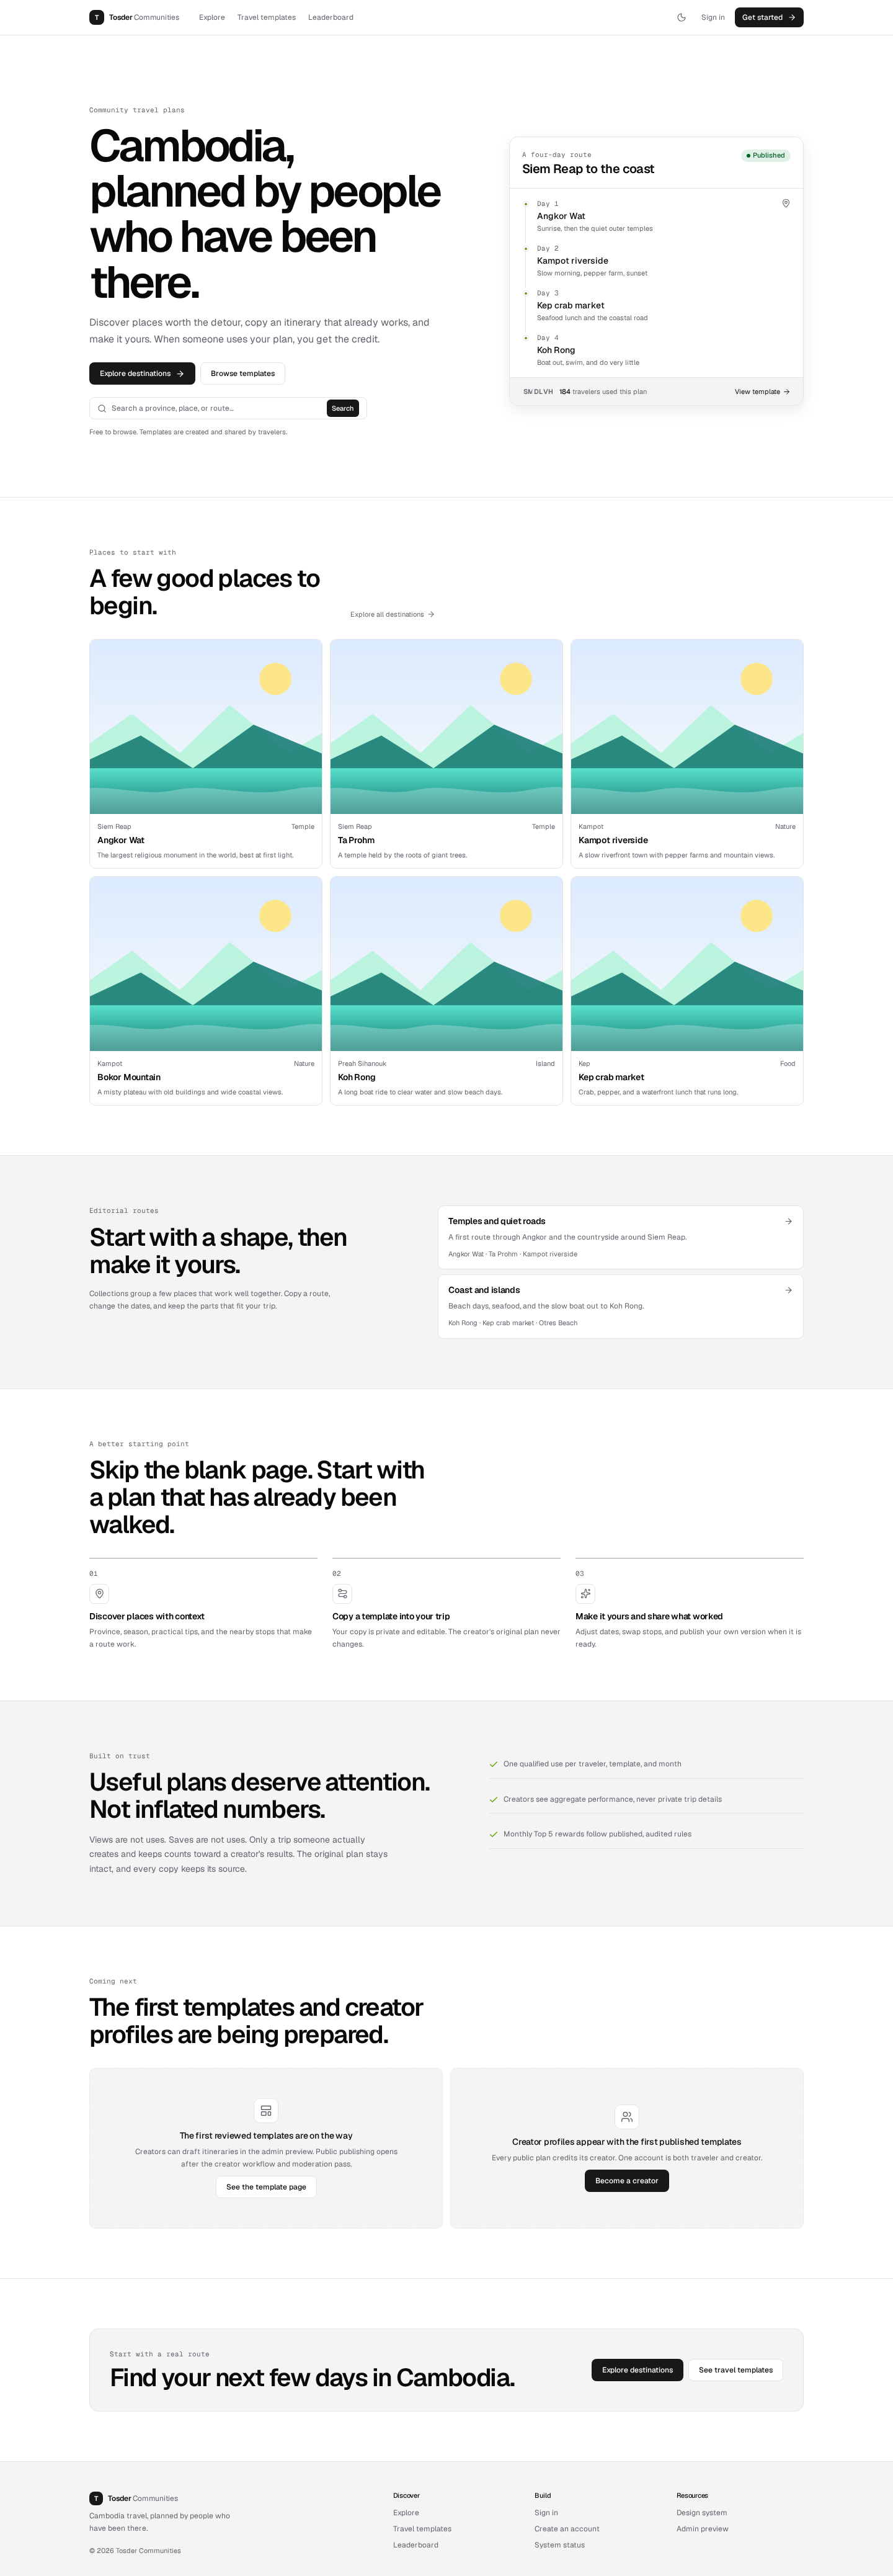 T Tosder Communities Explore Travel templates Leaderboard Sign in Get started
Community travel plans
Cambodia,
planned by people
who have been
there.
Discover places worth the detour, copy an itinerary that already works, and
make it yours. When someone uses your plan, you get the credit.
Explore destinations Browse templates
Search a province, place, or route... Search
Free to browse. Templates are created and shared by travelers.
A four-day route
Published
Siem Reap to the coast
Day 1
Angkor Wat
Sunrise, then the quiet outer temples
Day 2
Kampot riverside
Slow morning, pepper farm, sunset
Day 3
Kep crab market
Seafood lunch and the coastal road
Day 4
Koh Rong
Boat out, swim, and do very little
184 travelers used this plan View template
Places to start with
A few good places to
begin.
Explore all destinations
Siem Reap Temple
Angkor Wat
The largest religious monument in the world, best at first light.
Siem Reap Temple
Ta Prohm
A temple held by the roots of giant trees.
Kampot Nature
Kampot riverside
A slow riverfront town with pepper farms and mountain views.
Kampot Nature
Bokor Mountain
A misty plateau with old buildings and wide coastal views.
Preah Sihanouk Island
Koh Rong
A long boat ride to clear water and slow beach days.
Kep Food
Kep crab market
Crab, pepper, and a waterfront lunch that runs long.
Editorial routes
Start with a shape, then
make it yours.
Collections group a few places that work well together. Copy a route,
change the dates, and keep the parts that fit your trip.
Temples and quiet roads
A first route through Angkor and the countryside around Siem Reap.
Angkor Wat · Ta Prohm · Kampot riverside
Coast and islands
Beach days, seafood, and the slow boat out to Koh Rong.
Koh Rong · Kep crab market · Otres Beach
A better starting point
Skip the blank page. Start with
a plan that has already been
walked.
01
Discover places with context
Province, season, practical tips, and the nearby stops that make
a route work.
02
Copy a template into your trip
Your copy is private and editable. The creator's original plan never
changes.
03
Make it yours and share what worked
Adjust dates, swap stops, and publish your own version when it is
ready.
Built on trust
Useful plans deserve attention.
Not inflated numbers.
Views are not uses. Saves are not uses. Only a trip someone actually
creates and keeps counts toward a creator's results. The original plan stays
intact, and every copy keeps its source.
One qualified use per traveler, template, and month
Creators see aggregate performance, never private trip details
Monthly Top 5 rewards follow published, audited rules
Coming next
The first templates and creator
profiles are being prepared.
The first reviewed templates are on the way
Creators can draft itineraries in the admin preview. Public publishing opens
after the creator workflow and moderation pass.
See the template page
Creator profiles appear with the first published templates
Every public plan credits its creator. One account is both traveler and creator.
Become a creator
Start with a real route
Find your next few days in Cambodia.
Explore destinations See travel templates
T Tosder Communities
Cambodia travel, planned by people who
have been there.
© 2026 Tosder Communities
Discover
Explore
Travel templates
Leaderboard
Build
Sign in
Create an account
System status
Resources
Design system
Admin preview